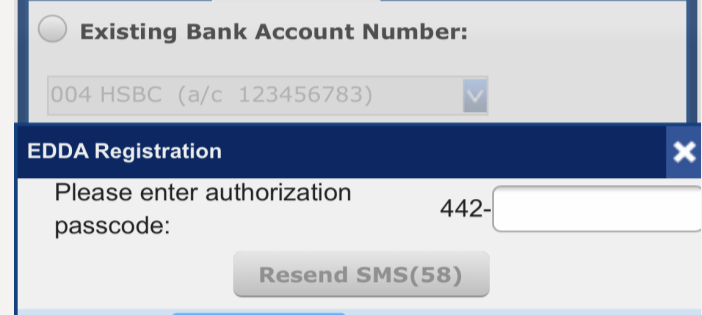 Existing Bank Account Number:
004 HSBC (a/c 123456783)
EDDA Registration
Please enter authorization
passcode:
442-
Resend SMS(58)